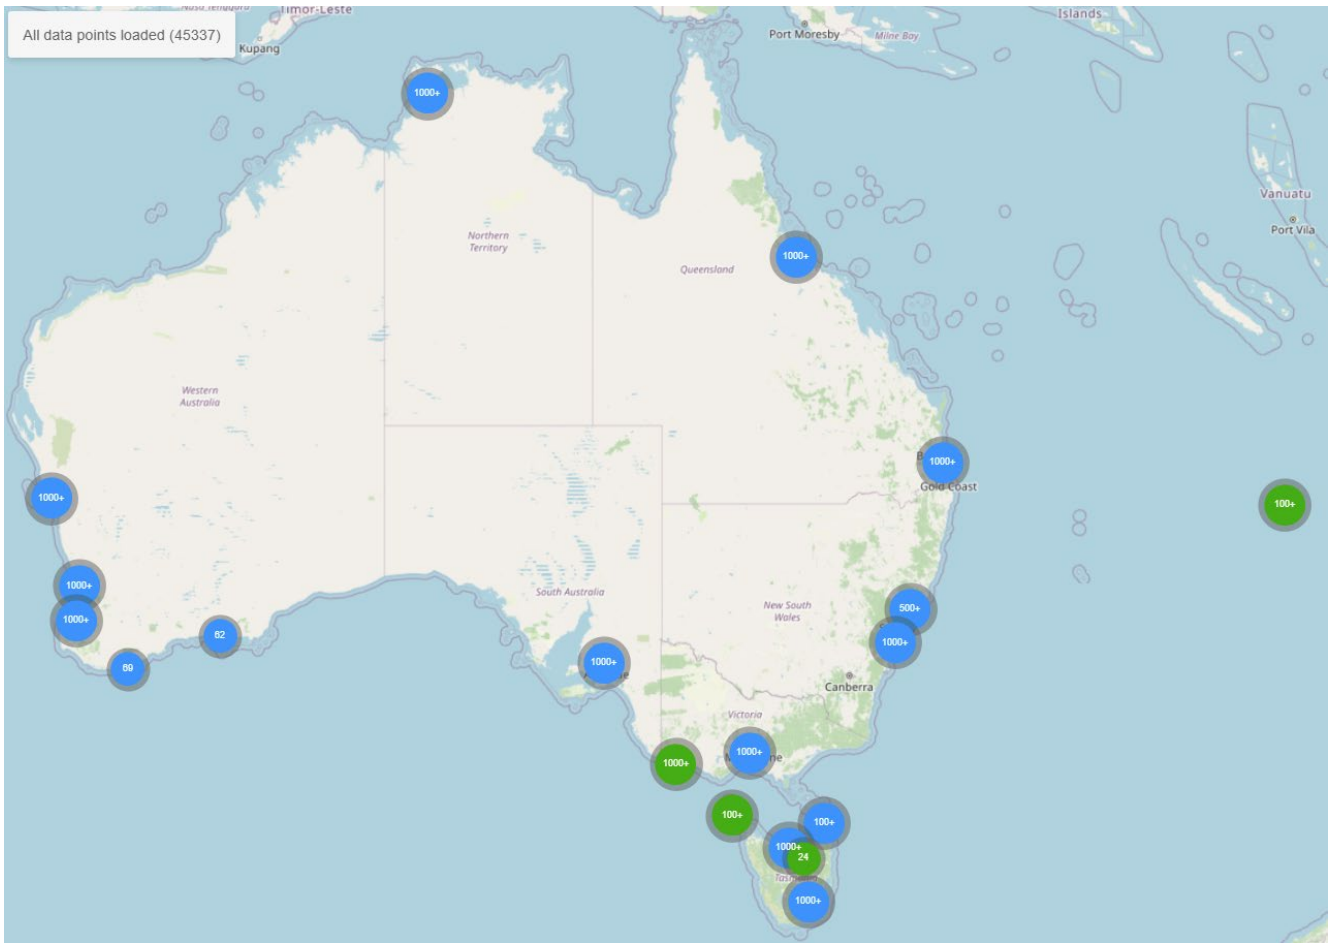 Timor-Leste
Islands
All data points loaded (45337)
Port Moresby
Milne Bay
Kupang
1000+
Vanuatu
Port Vila
Northern
Territory
1000+
Queensland
Western
Australia
1000+
Gold Coast
1000+
100+
1000+
South Australia
New South
Wales
500+
1000+
62
1000+
69
1000+
Canberra
Victoria
1000+
1000+
100+
100+
1000+
24
1000+